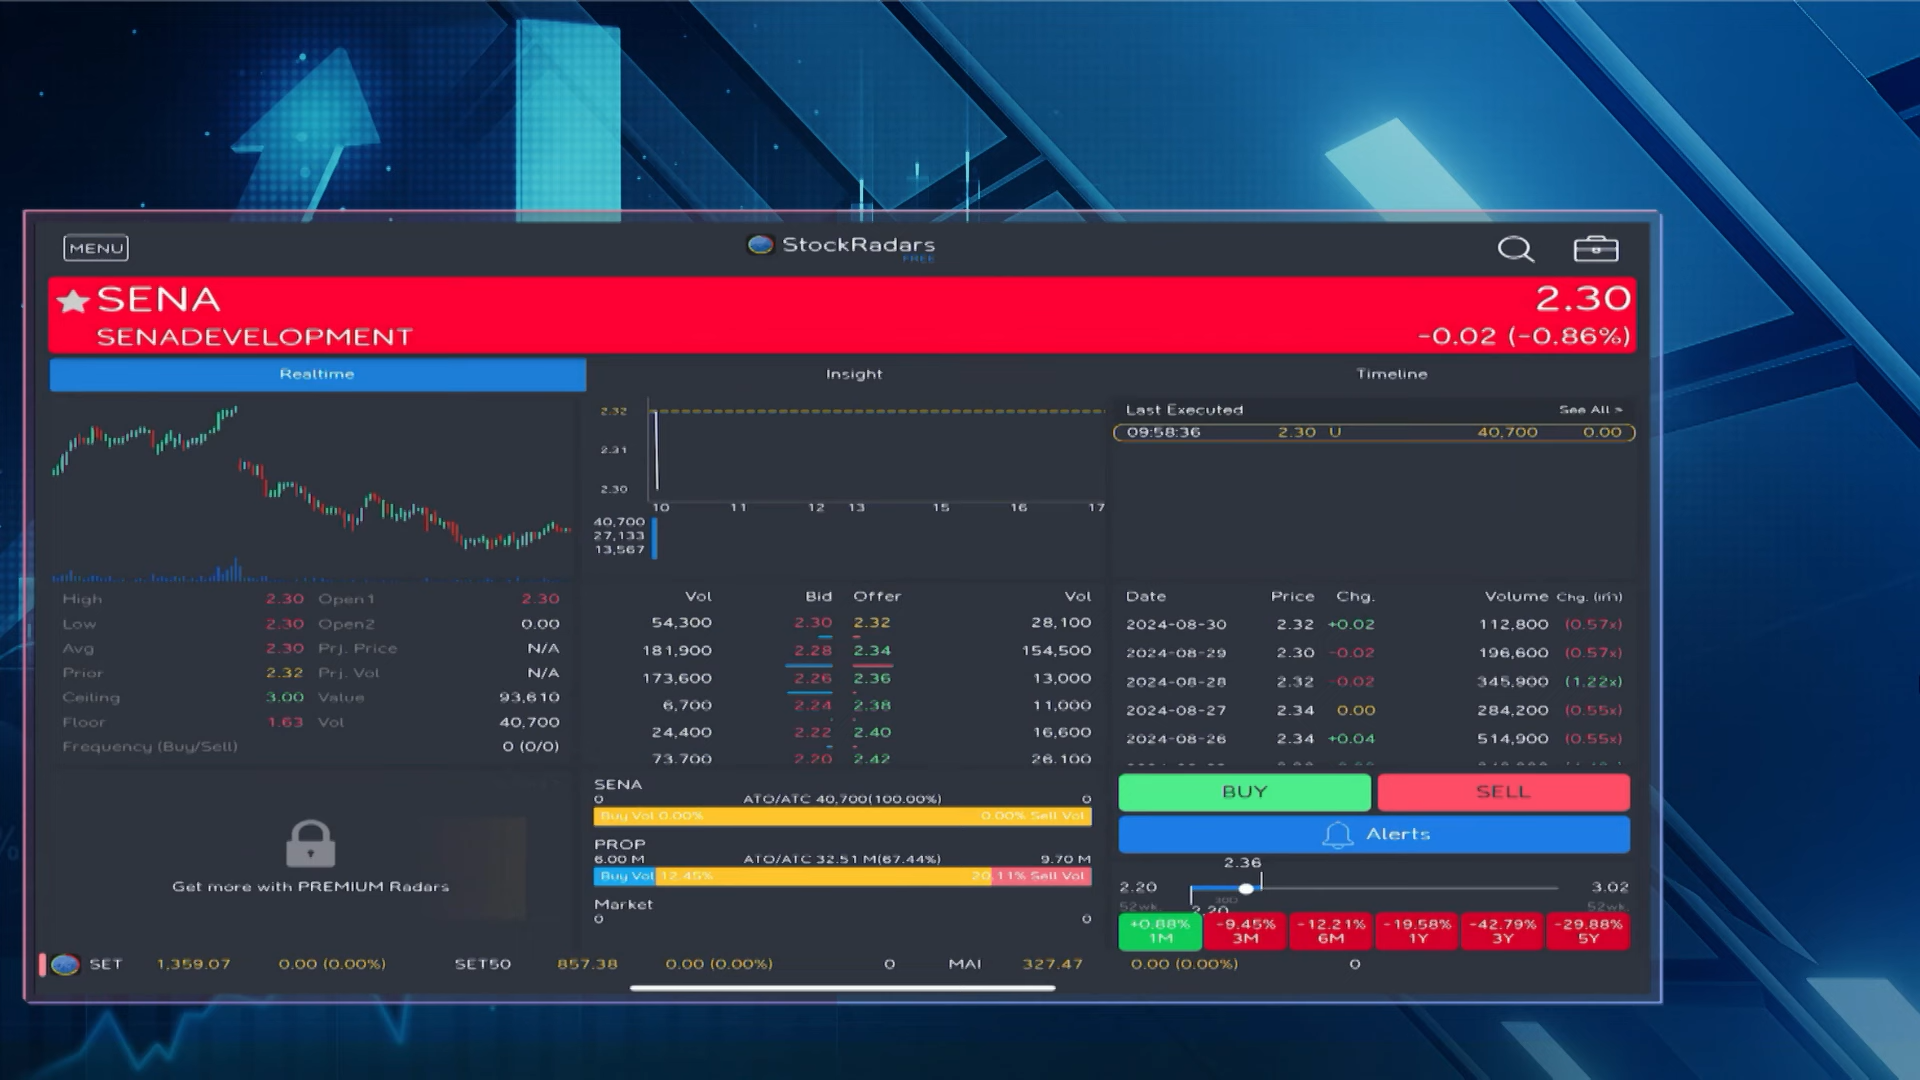 MENU
StockRadars
FREE
SENA
2.30
SENADEVELOPMENT
-0.02 (-0.86%)
Realtime
Insight
Timeline
2.32
2.31
2.30
10 11 12 13 15 16 17
40,700
27,133
13,567
Last Executed See All >
09:58:36 2.30 U 40,700 0.00
High 2.30 Open1 2.30
Low 2.30 Open2 0.00
Avg 2.30 Prj. Price N/A
Prior 2.32 Prj. Vol N/A
Ceiling 3.00 Value 93,610
Floor 1.63 Vol 40,700
Frequency (Buy/Sell) 0 (0/0)
Get more with PREMIUM Radars
Vol Bid Offer Vol
54,300 2.30 2.32 28,100
181,900 2.28 2.34 154,500
173,600 2.26 2.36 13,000
6,700 2.24 2.38 11,000
24,400 2.22 2.40 16,600
73,700 2.20 2.42 26,100
SENA
0 ATO/ATC 40,700(100.00%) 0
Buy Vol 0.00% 0.00% Sell Vol
PROP
6.00 M ATO/ATC 32.51 M(67.44%) 9.70 M
Buy Vol 12.45% 20.11% Sell Vol
Market
0 0
Date Price Chg. Volume Chg. (เท่า)
2024-08-30 2.32 +0.02 112,800 (0.57x)
2024-08-29 2.30 -0.02 196,600 (0.57x)
2024-08-28 2.32 -0.02 345,900 (1.22x)
2024-08-27 2.34 0.00 284,200 (0.55x)
2024-08-26 2.34 +0.04 514,900 (0.55x)
BUY SELL
Alerts
2.36
2.20 3.02
52wk. 30D 52wk.
2.20
+0.88% -9.45% -12.21% -19.58% -42.79% -29.88%
1M 3M 6M 1Y 3Y 5Y
SET 1,359.07 0.00 (0.00%) SET50 857.38 0.00 (0.00%) 0 MAI 327.47 0.00 (0.00%) 0